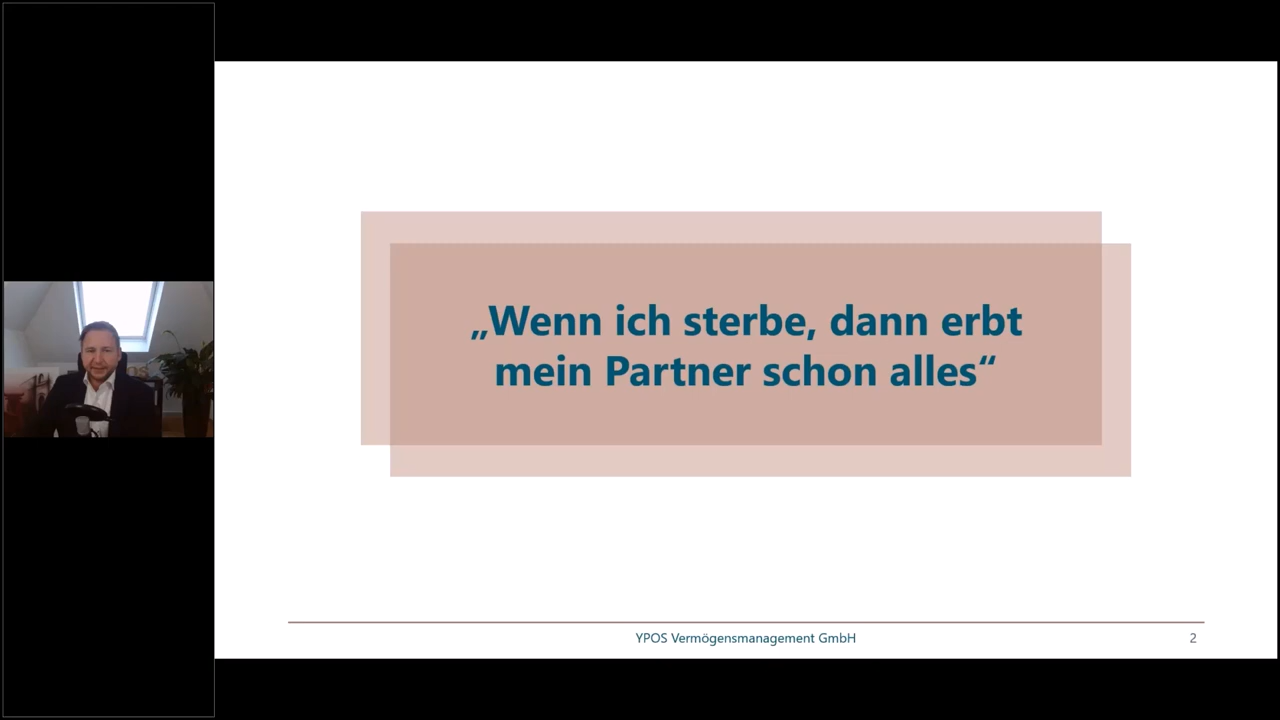 „Wenn ich sterbe, dann erbt
mein Partner schon alles“
YPOS Vermögensmanagement GmbH
2